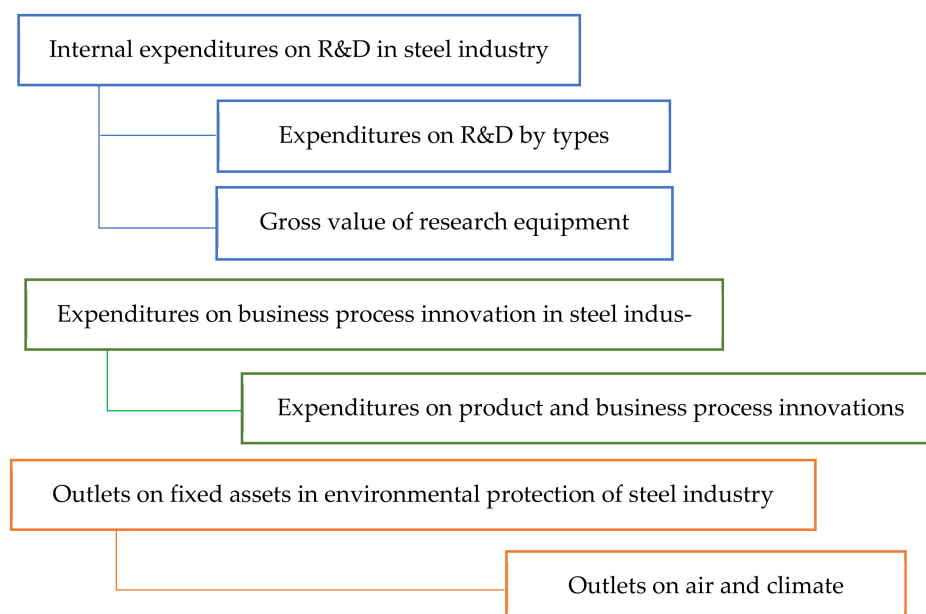 Internal expenditures on R&D in steel industry
Expenditures on R&D by types
Gross value of research equipment
Expenditures on business process innovation in steel indus-
Expenditures on product and business process innovations
Outlets on fixed assets in environmental protection of steel industry
Outlets on air and climate